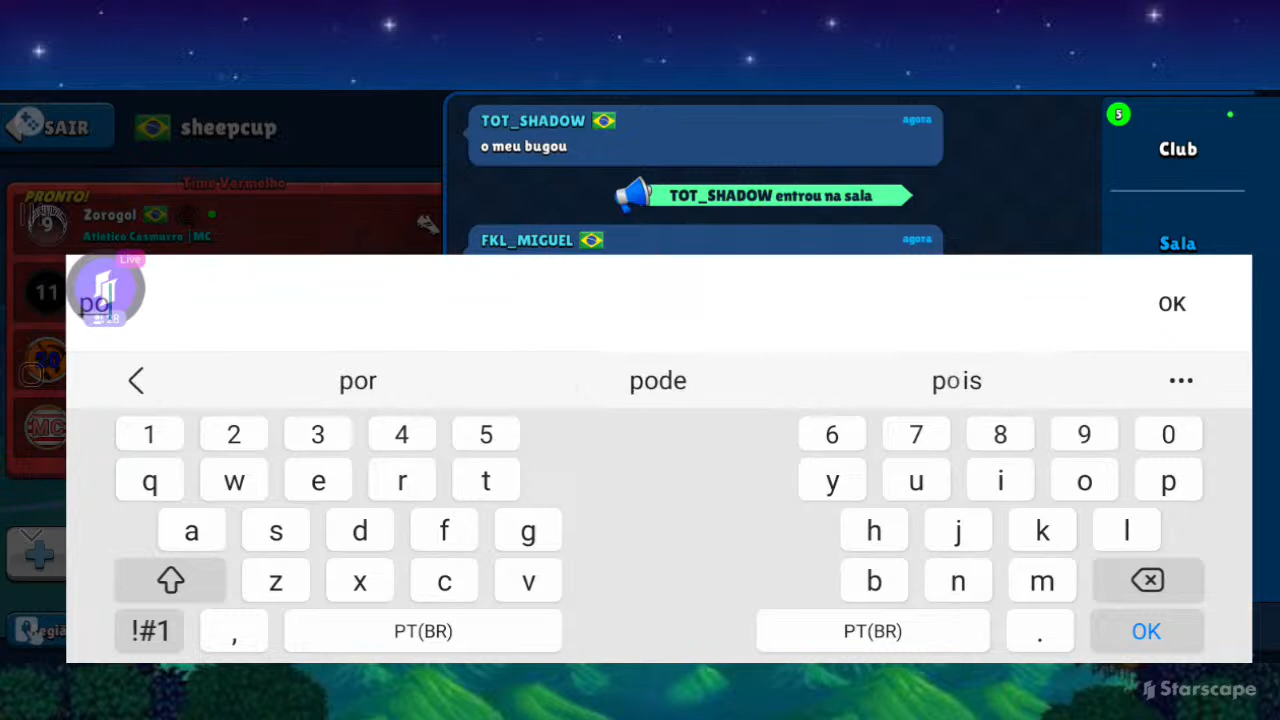 SAIR
sheepcup
TOT_SHADOW
agora
o meu bugou
5
Club
Time Vermelho
TOT_SHADOW entrou na sala
PRONTO!
9
Zorogol
Atletico Casmurro | MC
FKL_MIGUEL
agora
Sala
Live
28
11
po
OK
por
pode
pois
...
1 2 3 4 5 6 7 8 9 0
q w e r t y u i o p
a s d f g h j k l
MC
z x c v b n m
!#1 , PT(BR) PT(BR) . OK
Starscape